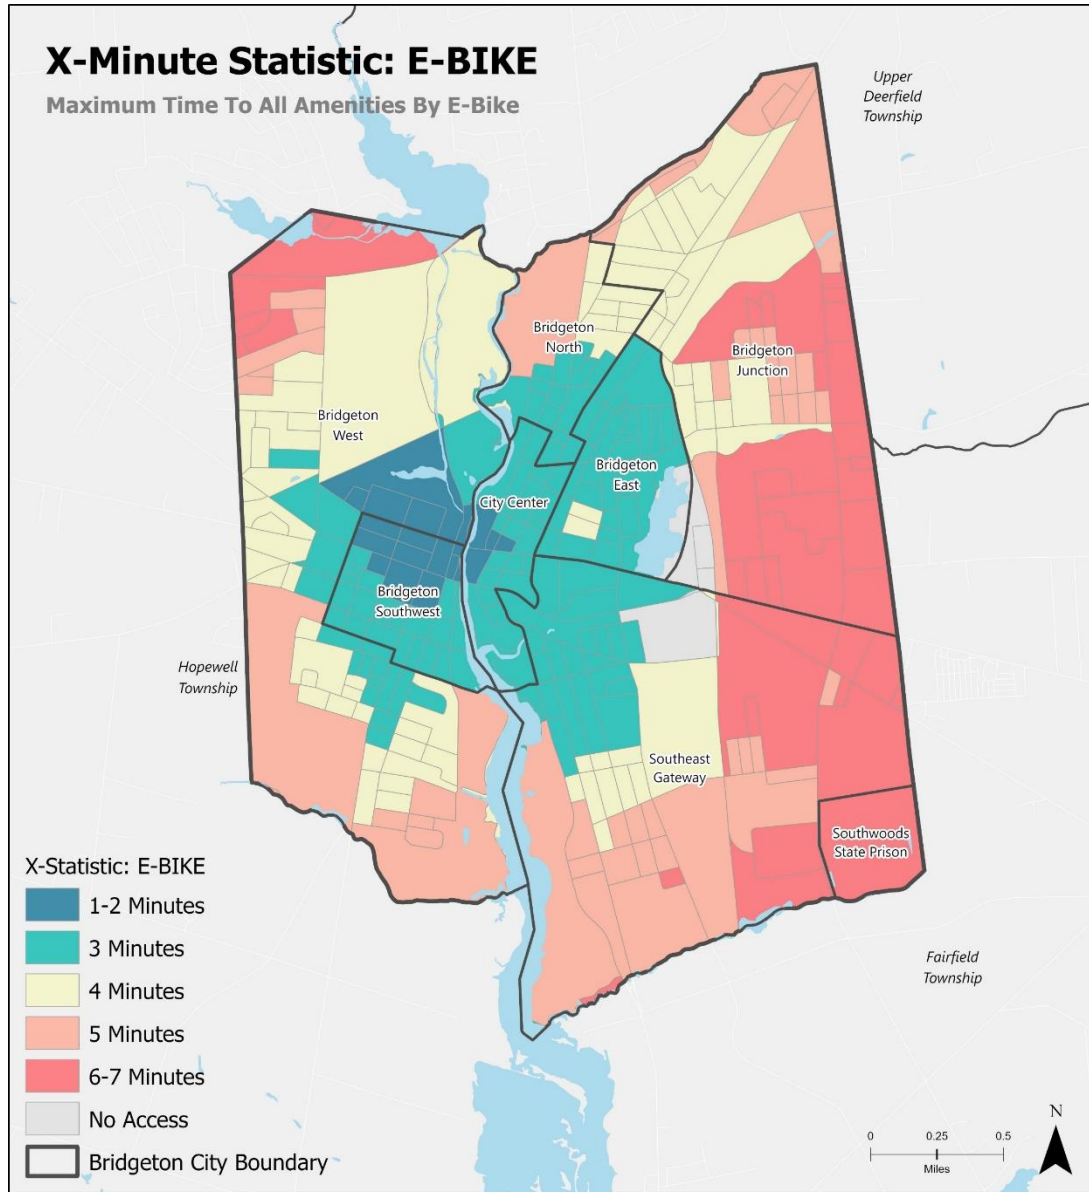 X-Minute Statistic: E-BIKE
Maximum Time To All Amenities By E-Bike
Upper
Deerfield
Township
Bridgeton
North
Bridgeton
Junction
Bridgeton
West
Bridgeton
East
City Center
Bridgeton
Southwest
Hopewell
Township
Southeast
Gateway
Southwoods
State Prison
Fairfield
Township
X-Statistic: E-BIKE
1-2 Minutes
3 Minutes
4 Minutes
5 Minutes
6-7 Minutes
No Access
Bridgeton City Boundary
N
0 0.25 0.5
Miles